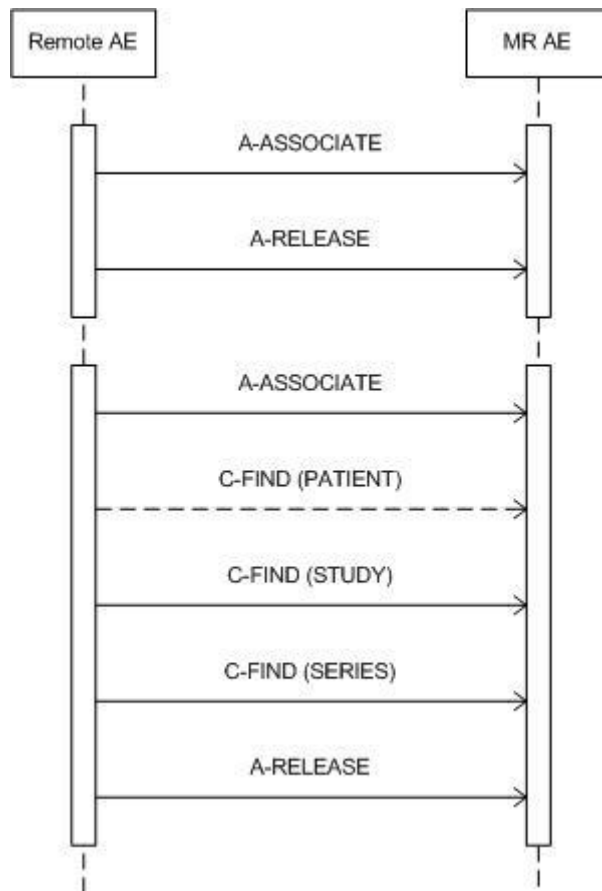 Remote AE
MR AE
A-ASSOCIATE
A-RELEASE
A-ASSOCIATE
C-FIND (PATIENT)
C-FIND (STUDY)
C-FIND (SERIES)
A-RELEASE